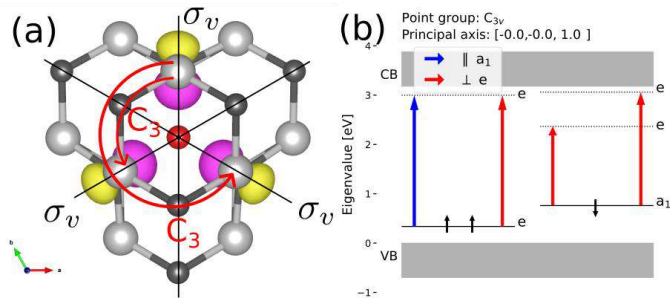 (a)
σᵥ
C₃
σᵥ
C₃
σᵥ
b
a
(b)
Point group: C₃ᵥ
Principal axis: [-0.0,-0.0, 1.0 ]
Eigenvalue [eV]
4
3
2
1
0
−1
CB
VB
∥ a₁
⊥ e
e
e
e
e
a₁